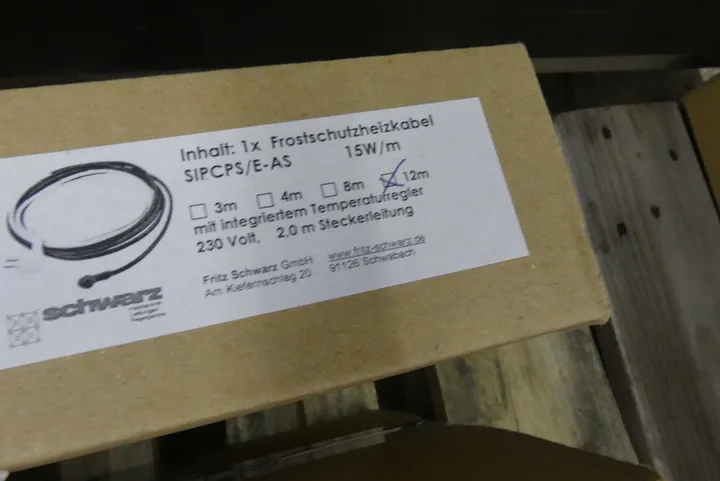 Inhalt: 1x Frostschutzheizkabel
SIPCPS/E-AS 15W/m
3m 4m 8m 12m
mit integriertem Temperaturregler
230 Volt, 2,0 m Steckerleitung
Fritz Schwarz GmbH www.fritz-schwarz.de
Am Kiefernschlag 20 91126 Schwabach
schwarz